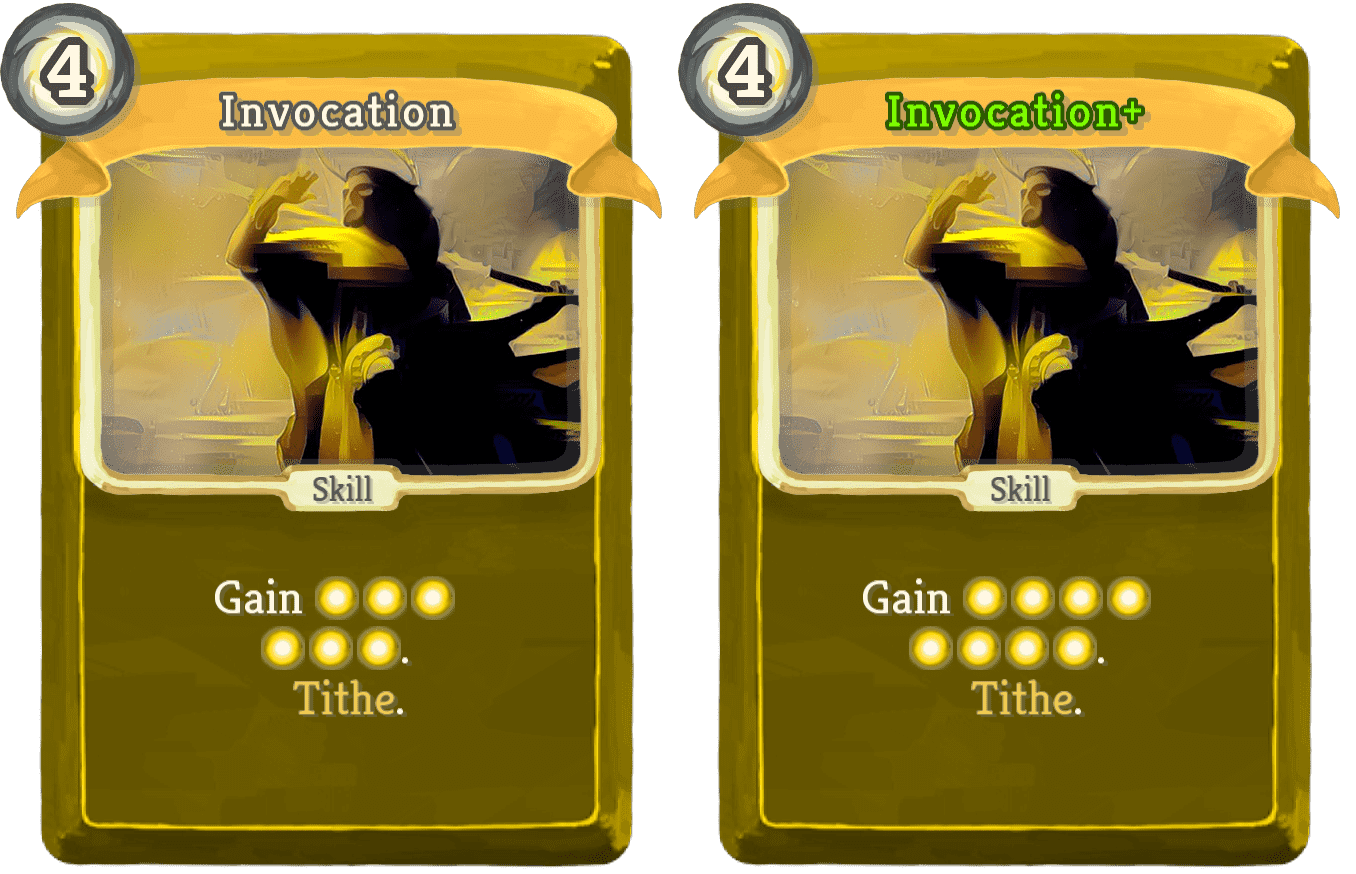 4
Invocation
Skill
Gain
.
Tithe.
4
Invocation+
Skill
Gain
.
Tithe.